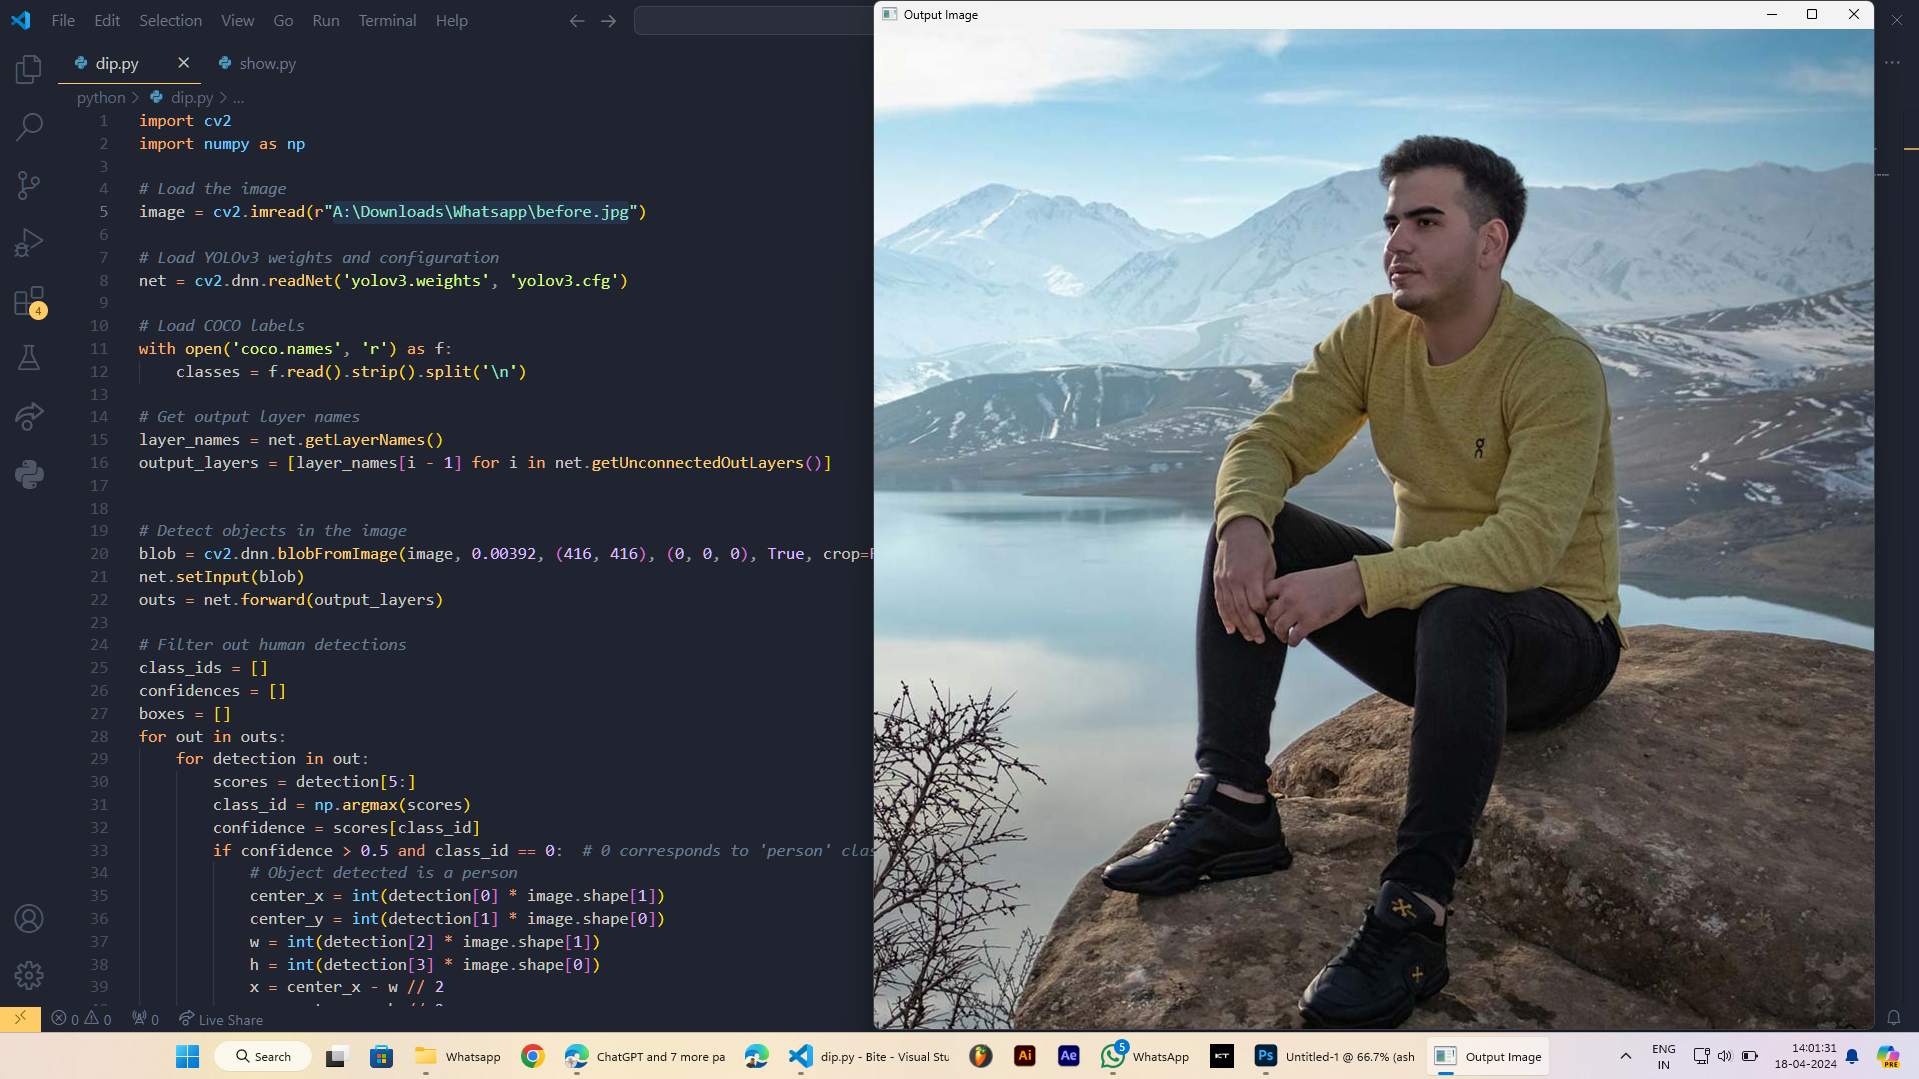 File Edit Selection View Go Run Terminal Help
Output Image
dip.py
show.py
python > dip.py > ...
1 import cv2
2 import numpy as np
3
4 # Load the image
5 image = cv2.imread(r"A:\Downloads\Whatsapp\before.jpg")
6
7 # Load YOLOv3 weights and configuration
8 net = cv2.dnn.readNet('yolov3.weights', 'yolov3.cfg')
9
10 # Load COCO labels
11 with open('coco.names', 'r') as f:
12 classes = f.read().strip().split('\n')
13
14 # Get output layer names
15 layer_names = net.getLayerNames()
16 output_layers = [layer_names[i - 1] for i in net.getUnconnectedOutLayers()]
17
18
19 # Detect objects in the image
20 blob = cv2.dnn.blobFromImage(image, 0.00392, (416, 416), (0, 0, 0), True, crop=
21 net.setInput(blob)
22 outs = net.forward(output_layers)
23
24 # Filter out human detections
25 class_ids = []
26 confidences = []
27 boxes = []
28 for out in outs:
29 for detection in out:
30 scores = detection[5:]
31 class_id = np.argmax(scores)
32 confidence = scores[class_id]
33 if confidence > 0.5 and class_id == 0: # 0 corresponds to 'person' clas
34 # Object detected is a person
35 center_x = int(detection[0] * image.shape[1])
36 center_y = int(detection[1] * image.shape[0])
37 w = int(detection[2] * image.shape[1])
38 h = int(detection[3] * image.shape[0])
39 x = center_x - w // 2
4
0 0 0 Live Share
Search
Whatsapp
ChatGPT and 7 more pa
dip.py - Bite - Visual Stu
Ai
Ae
5
WhatsApp
KT
Ps
Untitled-1 @ 66.7% (ash
Output Image
ENG
IN
14:01:31
18-04-2024
PRE